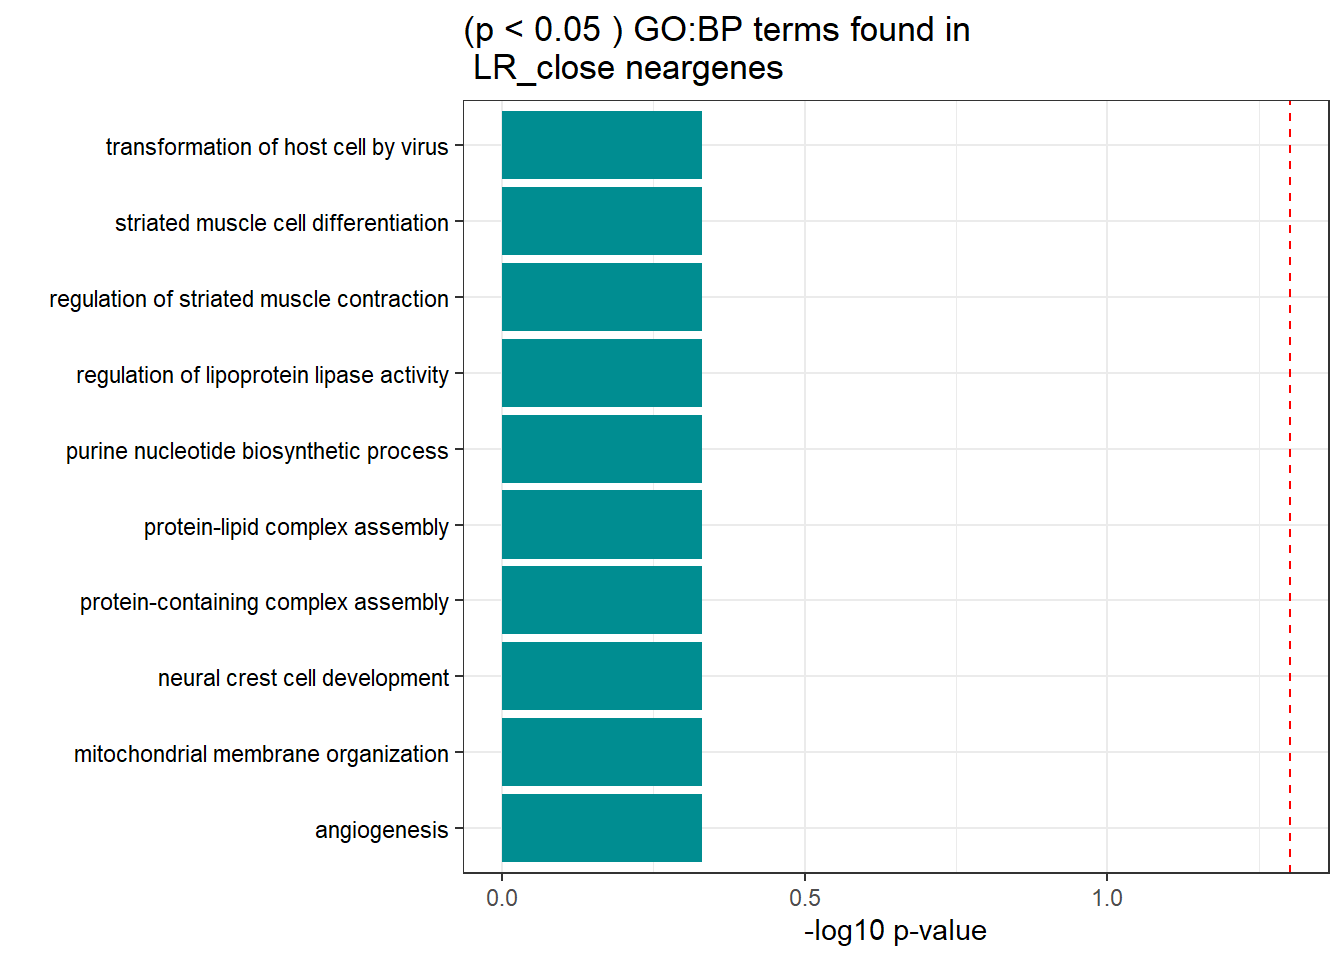 (p < 0.05 ) GO:BP terms found in
LR_close neargenes
transformation of host cell by virus
striated muscle cell differentiation
regulation of striated muscle contraction
regulation of lipoprotein lipase activity
purine nucleotide biosynthetic process
protein-lipid complex assembly
protein-containing complex assembly
neural crest cell development
mitochondrial membrane organization
angiogenesis
0.0 0.5 1.0
-log10 p-value